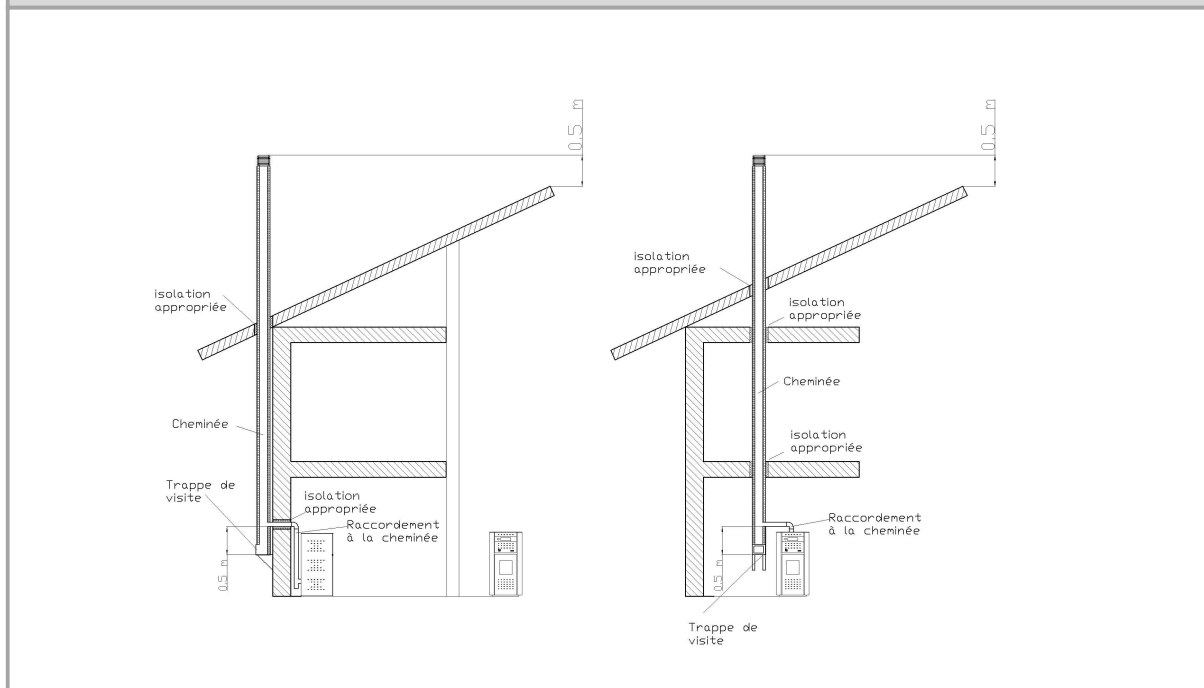 0.5 m
isolation
appropriée
Cheminée
Trappe de
visite
isolation
appropriée
Raccordement
à la cheminée
0.5 m
0.5 m
isolation
appropriée
isolation
appropriée
Cheminée
isolation
appropriée
Raccordement
à la cheminée
0.5 m
Trappe de
visite